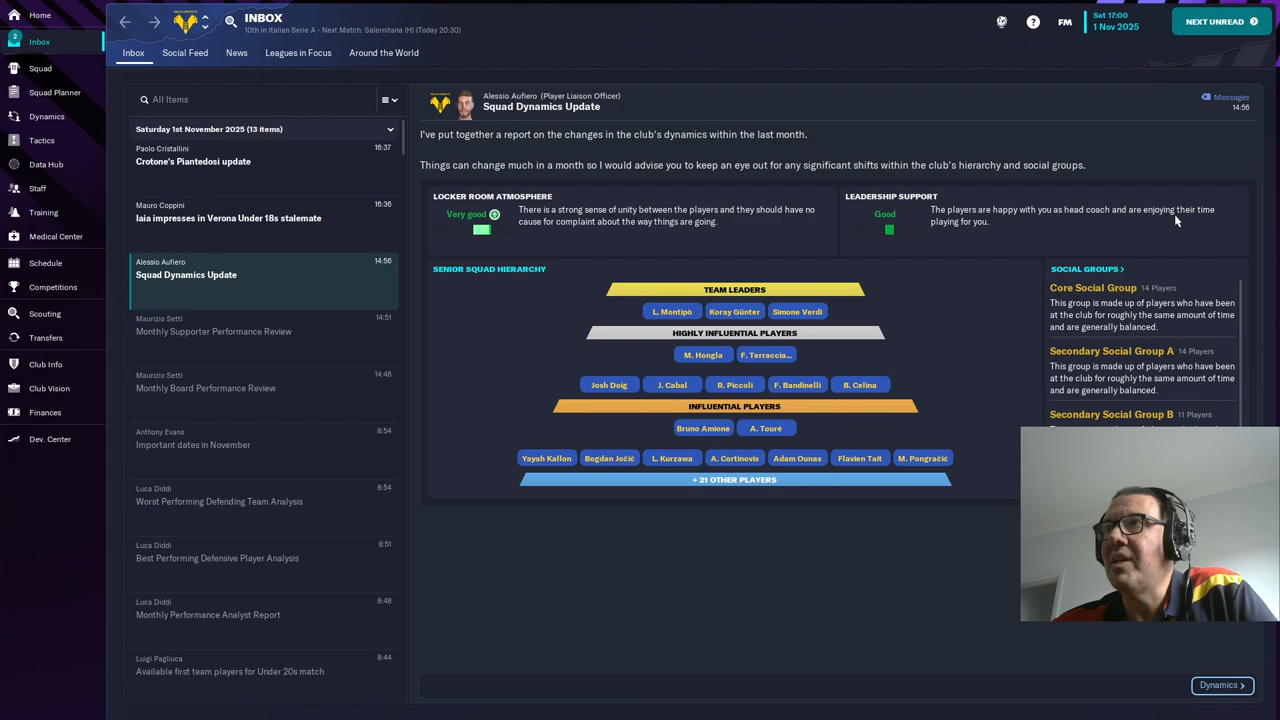 Home
2
Inbox
Squad
Squad Planner
Dynamics
Tactics
Data Hub
Staff
Training
Medical Center
Schedule
Competitions
Scouting
Transfers
Club Info
Club Vision
Finances
Dev. Center
INBOX
10th in Italian Serie A - Next Match: Salernitana (H) (Today 20:30)
FM
Sat 17:00
1 Nov 2025
NEXT UNREAD
Inbox
Social Feed
News
Leagues in Focus
Around the World
All Items
Saturday 1st November 2025 (13 items)
Paolo Cristallini 16:37
Crotone's Piantedosi update
Mauro Coppini 16:36
Iaia impresses in Verona Under 18s stalemate
Alessio Aufiero 14:56
Squad Dynamics Update
Maurizio Setti 14:51
Monthly Supporter Performance Review
Maurizio Setti 14:48
Monthly Board Performance Review
Anthony Evans 8:54
Important dates in November
Luca Diddi 8:54
Worst Performing Defending Team Analysis
Luca Diddi 8:51
Best Performing Defensive Player Analysis
Luca Diddi 8:48
Monthly Performance Analyst Report
Luigi Pagliuca 8:44
Available first team players for Under 20s match
Alessio Aufiero (Player Liaison Officer)
Squad Dynamics Update
Messages
14:56
I've put together a report on the changes in the club's dynamics within the last month.
Things can change much in a month so I would advise you to keep an eye out for any significant shifts within the club's hierarchy and social groups.
LOCKER ROOM ATMOSPHERE
Very good
There is a strong sense of unity between the players and they should have no
cause for complaint about the way things are going.
LEADERSHIP SUPPORT
Good
The players are happy with you as head coach and are enjoying their time
playing for you.
SENIOR SQUAD HIERARCHY
TEAM LEADERS
L. Montipò Koray Günter Simone Verdi
HIGHLY INFLUENTIAL PLAYERS
M. Hongla F. Terraccia...
Josh Doig J. Cabal R. Piccoli F. Bandinelli B. Celina
INFLUENTIAL PLAYERS
Bruno Amione A. Touré
Yayah Kallon Bogdan Jočić L. Kurzawa A. Cortinovis Adam Ounas Flavien Tait M. Pongračić
+ 21 OTHER PLAYERS
SOCIAL GROUPS
Core Social Group 14 Players
This group is made up of players who have been
at the club for roughly the same amount of time
and are generally balanced.
Secondary Social Group A 14 Players
This group is made up of players who have been
at the club for roughly the same amount of time
and are generally balanced.
Secondary Social Group B 11 Players
Dynamics